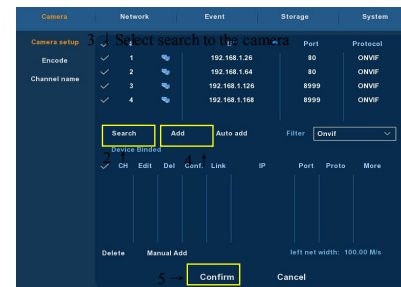 Camera Network Event Storage System
Camera setup
Encode
Channel name
3 ↓ Select search to the camera
Port Protocol
1 192.168.1.26 80 ONVIF
2 192.168.1.64 80 ONVIF
3 192.168.1.126 8999 ONVIF
4 192.168.1.168 8999 ONVIF
Search Add Auto add Filter Onvif
Device Binded
2 ↑ 4 ↑
CH Edit Del Conf. Link IP Port Proto More
Delete Manual Add left net width: 100.00 M/s
5 → Confirm Cancel